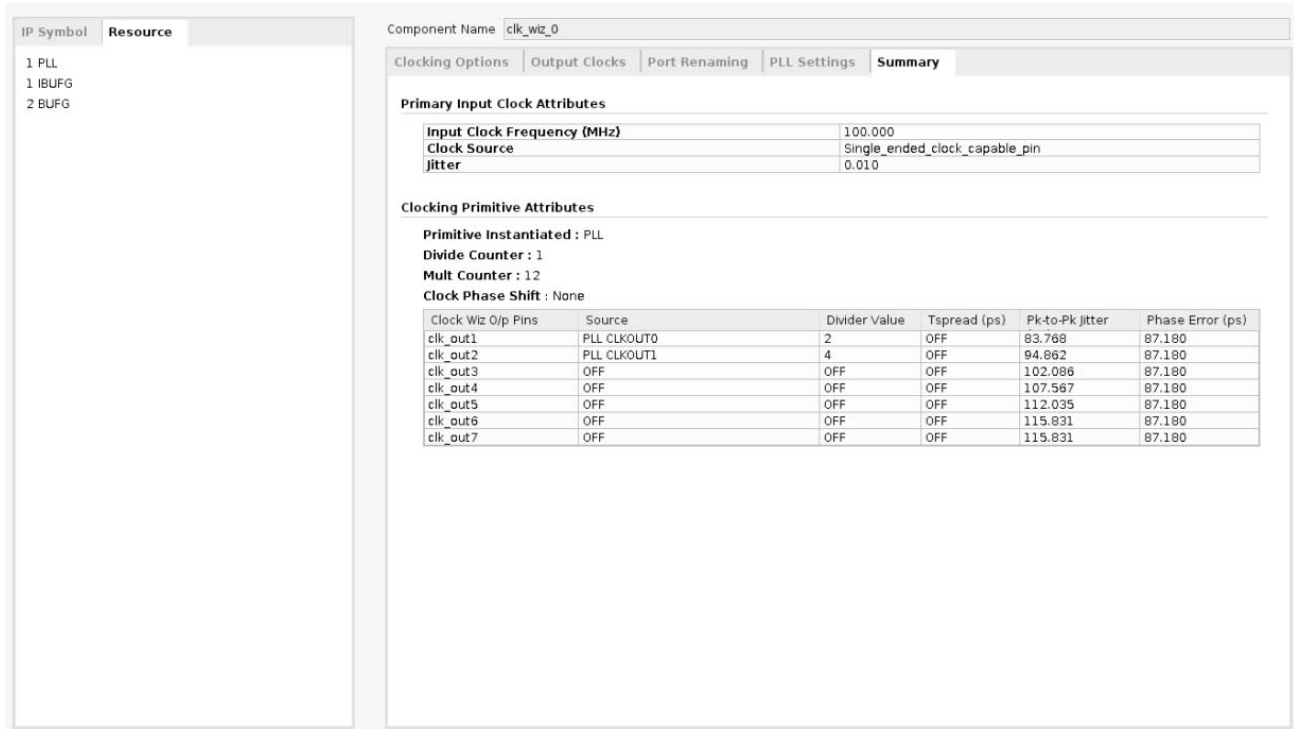 IP Symbol Resource
1 PLL
1 IBUFG
2 BUFG
Component Name clk_wiz_0
Clocking Options Output Clocks Port Renaming PLL Settings Summary
Primary Input Clock Attributes
Input Clock Frequency (MHz) 100.000
Clock Source Single_ended_clock_capable_pin
Jitter 0.010
Clocking Primitive Attributes
Primitive Instantiated : PLL
Divide Counter : 1
Mult Counter : 12
Clock Phase Shift : None
Clock Wiz O/p Pins Source Divider Value Tspread (ps) Pk-to-Pk Jitter Phase Error (ps)
clk_out1 PLL CLKOUT0 2 OFF 83.768 87.180
clk_out2 PLL CLKOUT1 4 OFF 94.862 87.180
clk_out3 OFF OFF OFF 102.086 87.180
clk_out4 OFF OFF OFF 107.567 87.180
clk_out5 OFF OFF OFF 112.035 87.180
clk_out6 OFF OFF OFF 115.831 87.180
clk_out7 OFF OFF OFF 115.831 87.180